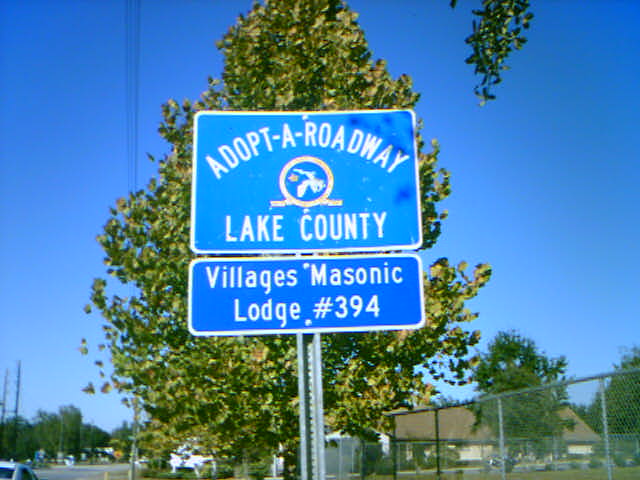 ADOPT-A-ROADWAY
LAKE COUNTY
Villages Masonic
Lodge #394